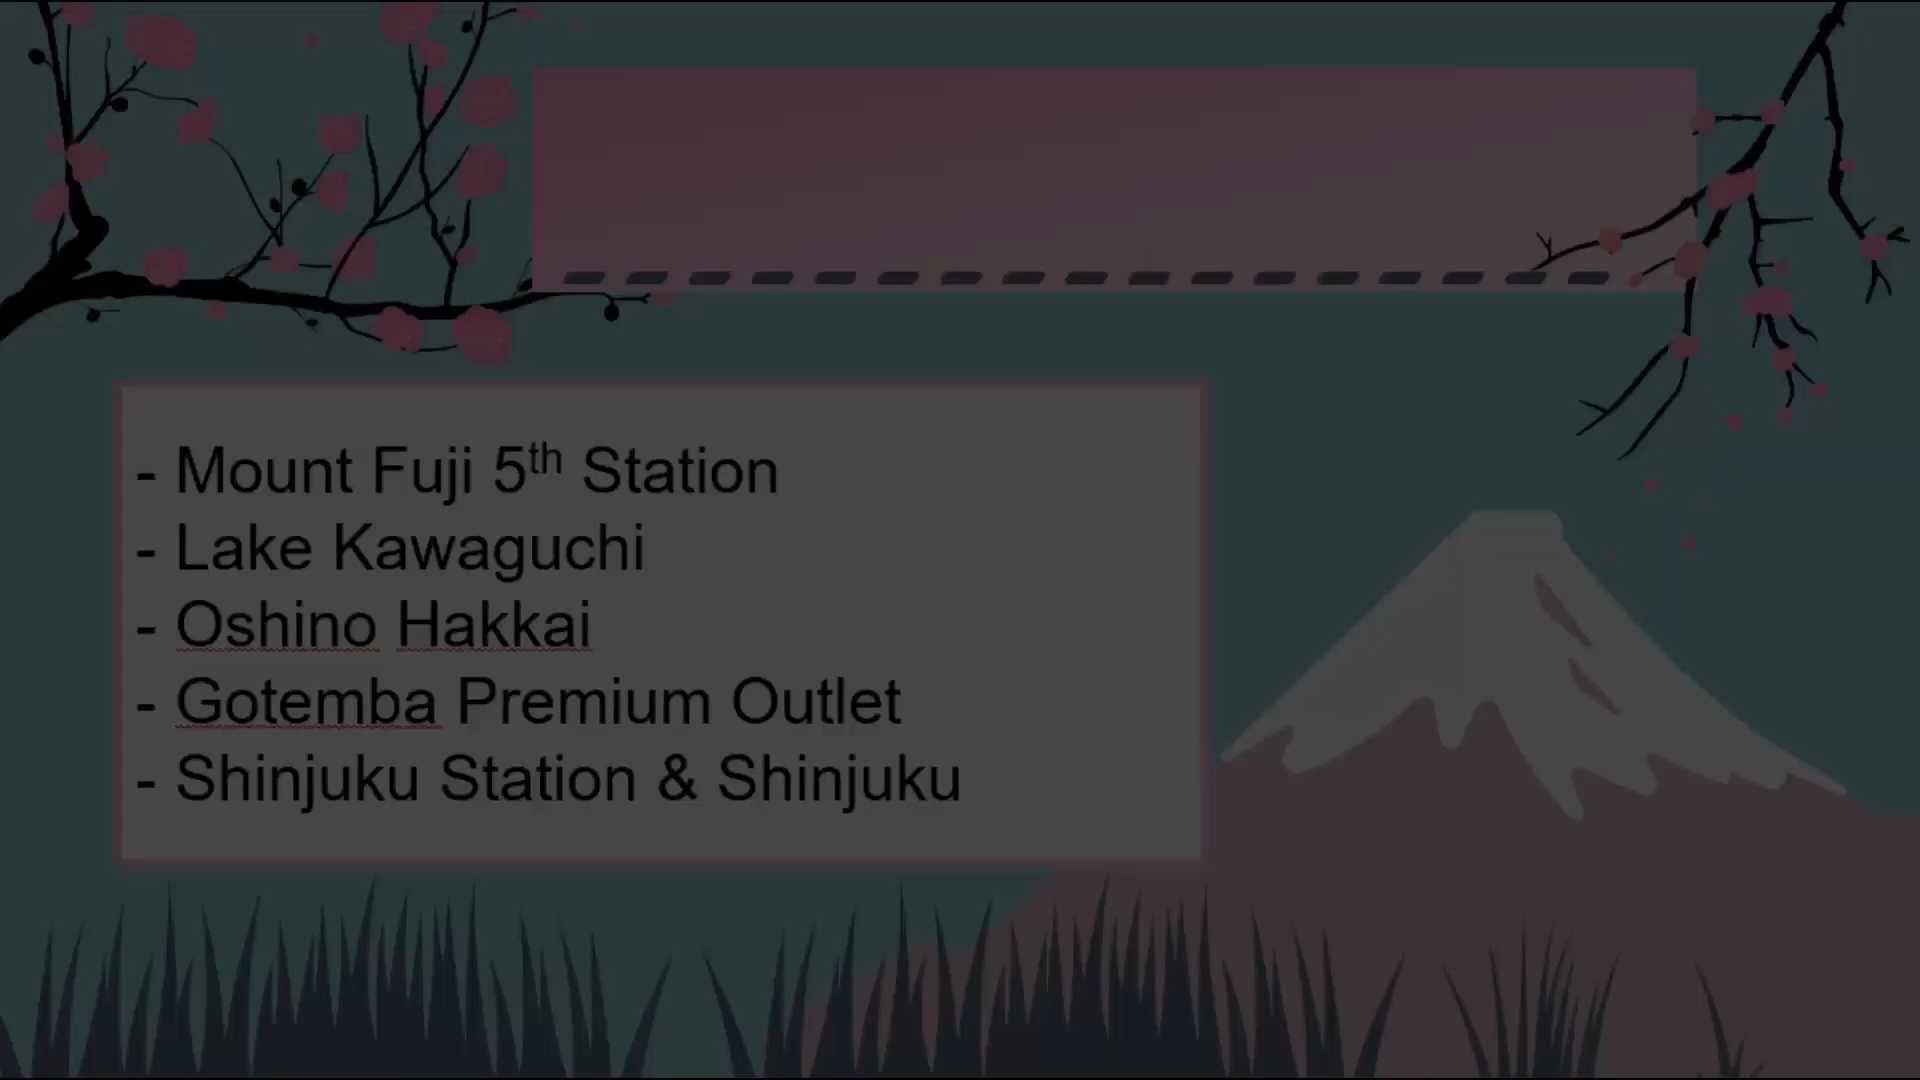 - Mount Fuji 5th Station
- Lake Kawaguchi
- Oshino Hakkai
- Gotemba Premium Outlet
- Shinjuku Station & Shinjuku